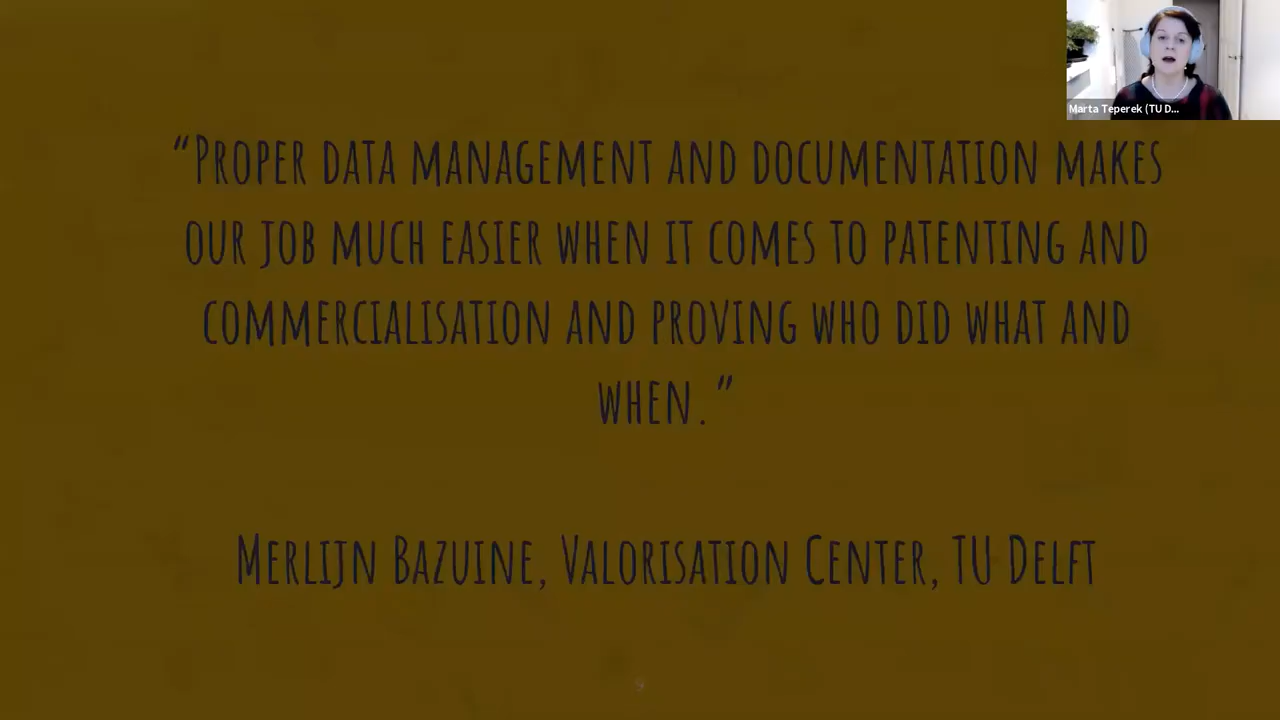 Marta Teperek (TU D...
“PROPER DATA MANAGEMENT AND DOCUMENTATION MAKES
OUR JOB MUCH EASIER WHEN IT COMES TO PATENTING AND
COMMERCIALISATION AND PROVING WHO DID WHAT AND
WHEN.”
MERLIJN BAZUINE, VALORISATION CENTER, TU DELFT
9